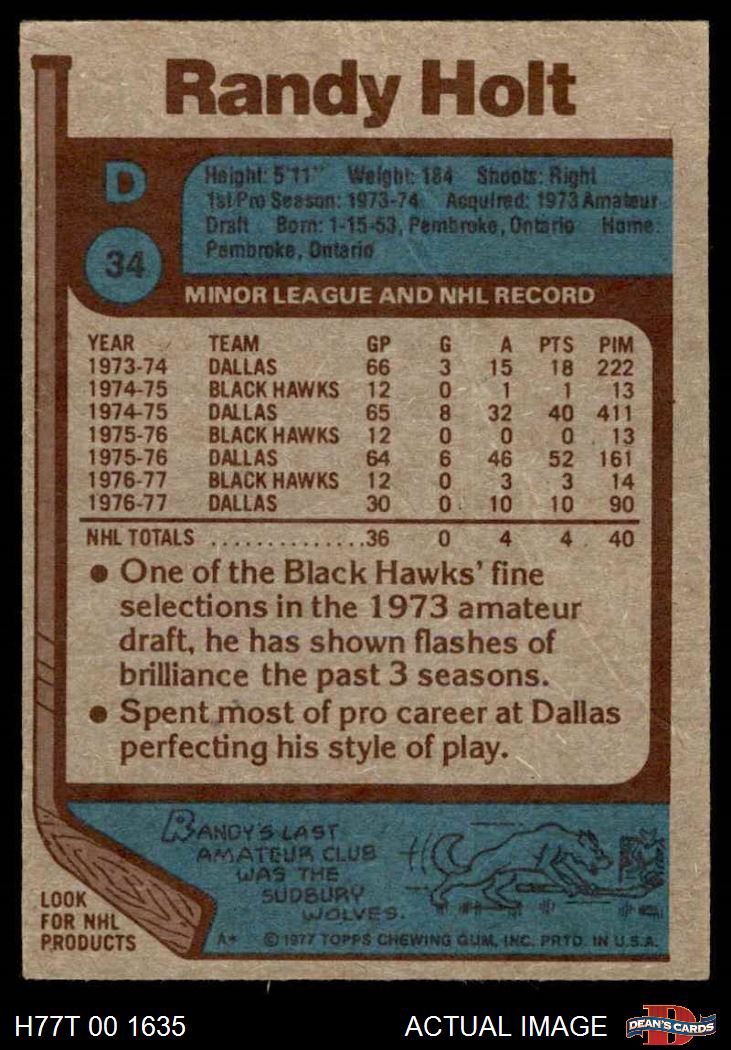 Randy Holt
D
Height: 5'11" Weight: 184 Shoots: Right
1st Pro Season: 1973-74 Acquired: 1973 Amateur
Draft Born: 1-15-53, Pembroke, Ontario Home:
Pembroke, Ontario
34
MINOR LEAGUE AND NHL RECORD
YEAR TEAM GP G A PTS PIM
1973-74 DALLAS 66 3 15 18 222
1974-75 BLACK HAWKS 12 0 1 1 13
1974-75 DALLAS 65 8 32 40 411
1975-76 BLACK HAWKS 12 0 0 0 13
1975-76 DALLAS 64 6 46 52 161
1976-77 BLACK HAWKS 12 0 3 3 14
1976-77 DALLAS 30 0 10 10 90
NHL TOTALS ..............36 0 4 4 40
● One of the Black Hawks' fine
selections in the 1973 amateur
draft, he has shown flashes of
brilliance the past 3 seasons.
● Spent most of pro career at Dallas
perfecting his style of play.
RANDY'S LAST
AMATEUR CLUB
WAS THE
SUDBURY
WOLVES.
LOOK
FOR NHL
PRODUCTS
A* © 1977 TOPPS CHEWING GUM, INC. PRTD. IN U.S.A.
H77T 00 1635 ACTUAL IMAGE
DEAN'S CARDS